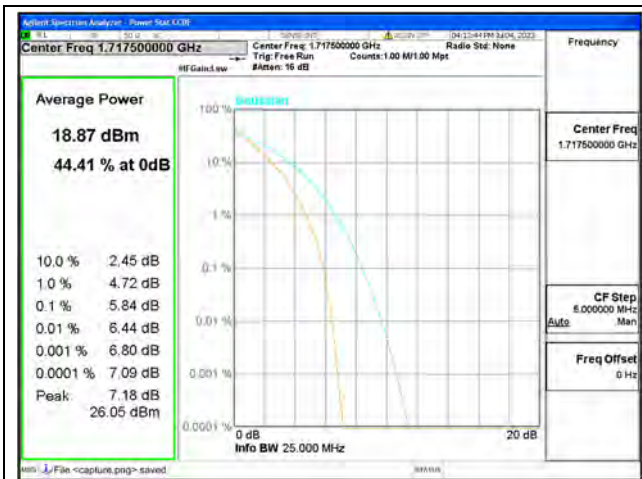 Agilent Spectrum Analyzer - Power Stat CCDF
Center Freq 1.717500000 GHz
Center Freq: 1.717500000 GHz
Radio Std: None
Trig: Free Run
Counts:1.00 M/1.00 Mpt
#IFGain:Low
#Atten: 16 dB
Frequency
Average Power
18.87 dBm
44.41 % at 0dB
10.0 % 2.45 dB
1.0 % 4.72 dB
0.1 % 5.84 dB
0.01 % 6.44 dB
0.001 % 6.80 dB
0.0001 % 7.09 dB
Peak 7.18 dB
26.05 dBm
Gaussian
100 %
10 %
1 %
0.1 %
0.01 %
0.001 %
0.0001 %
0 dB
20 dB
Info BW 25.000 MHz
Center Freq
1.717500000 GHz
CF Step
5.000000 MHz
Auto Man
Freq Offset
0 Hz
MSG File <capture.png> saved
STATUS